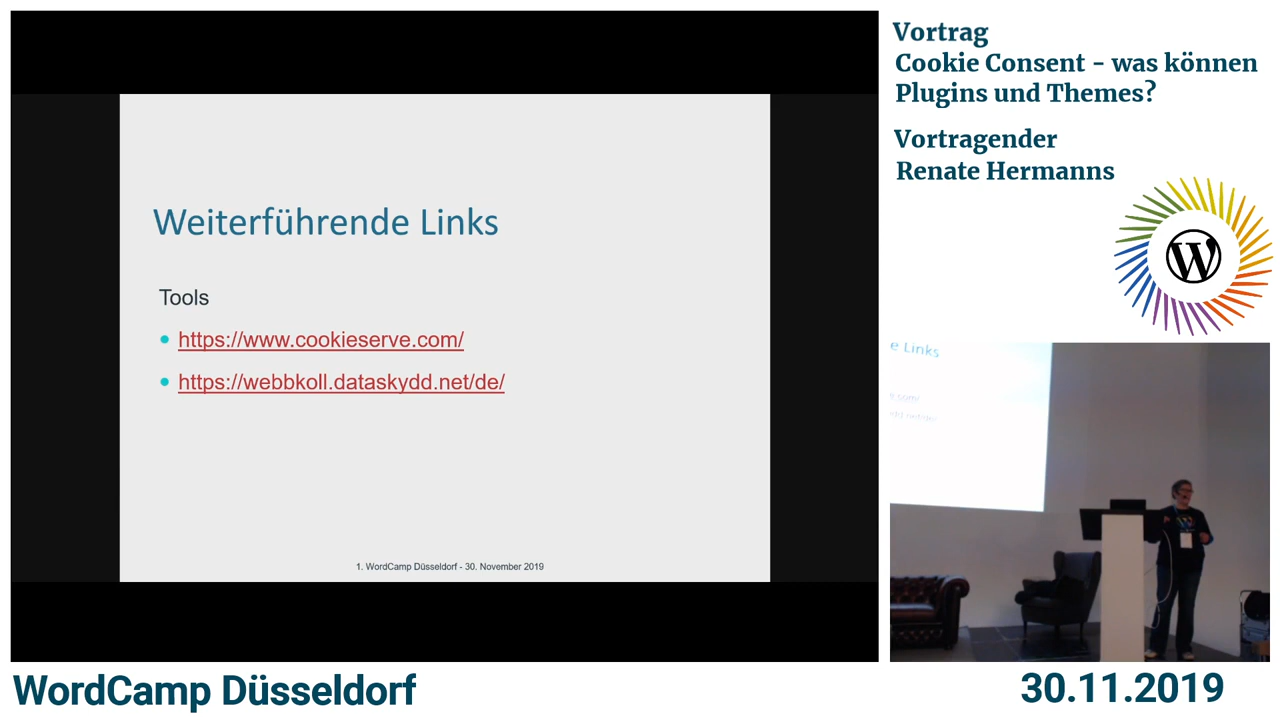 Weiterführende Links
Tools
https://www.cookieserve.com/
https://webbkoll.dataskydd.net/de/
1. WordCamp Düsseldorf - 30. November 2019
Vortrag
Cookie Consent - was können
Plugins und Themes?
Vortragender
Renate Hermanns
W
e Links
WordCamp Düsseldorf
30.11.2019